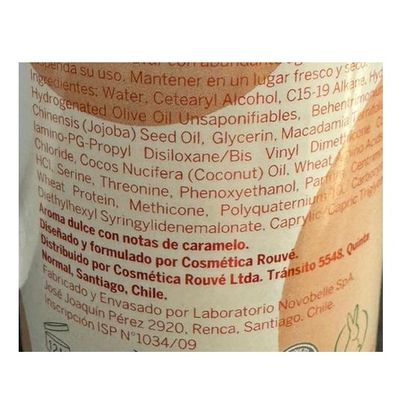 penda su uso. Mantener en un lugar fresco y seco.
Ingredientes: Water, Cetearyl Alcohol, C15-19 Alkane,
Hydrogenated Olive Oil Unsaponifiables,
Chinensis (Jojoba) Seed Oil, Glycerin, Macadamia
lamino-PG-Propyl Disiloxane/Bis Vinyl Dimethicone
Chloride, Cocos Nucifera (Coconut) Oil, Wheat
HCl, Serine, Threonine, Phenoxyethanol,
Wheat Protein, Methicone, Polyquaternium
Diethylhexyl Syringylidenemalonate, Caprylic/Capric
Aroma dulce con notas de caramelo.
Diseñado y formulado por Cosmética Rouvé.
Distribuido por Cosmética Rouvé Ltda. Tránsito 5548. Quinta
Normal, Santiago, Chile.
Fabricado y Envasado por Laboratorio Novobelle SpA.
José Joaquín Pérez 2920, Renca, Santiago, Chile.
Inscripción ISP N°1034/09